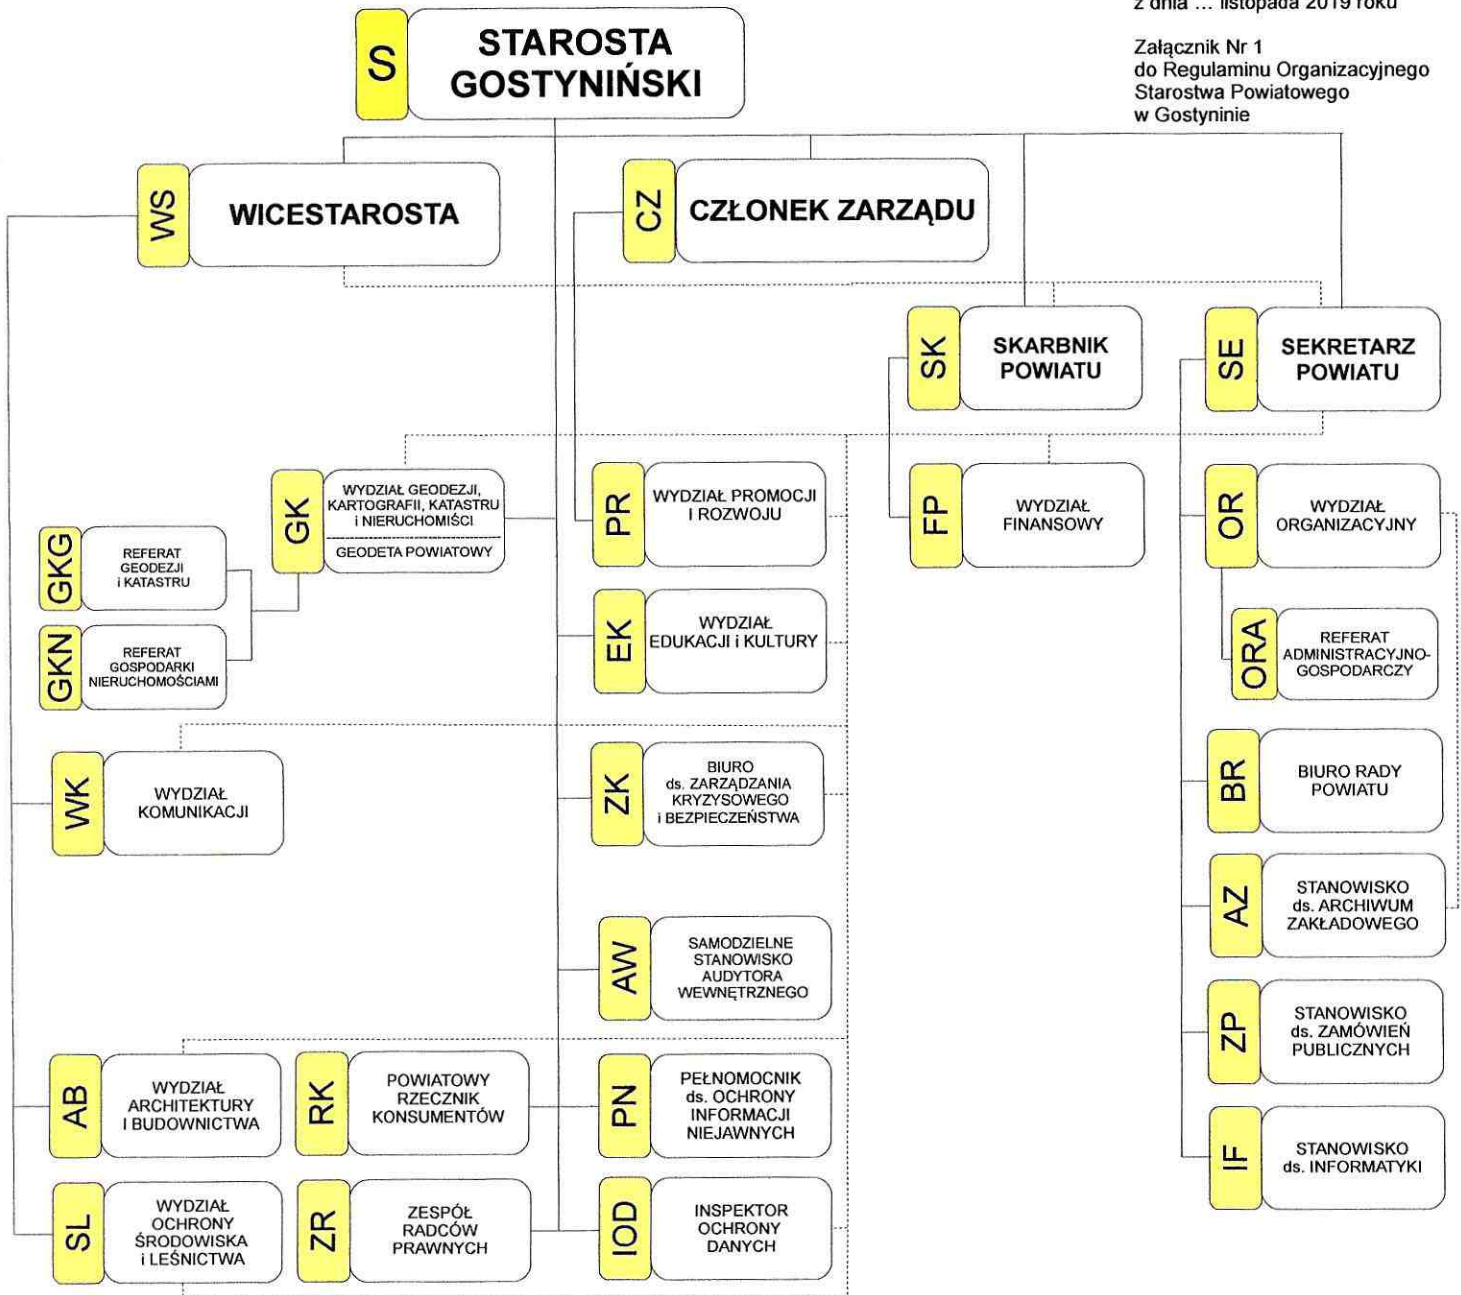 z dnia ... listopada 2019 roku
Załącznik Nr 1
do Regulaminu Organizacyjnego
Starostwa Powiatowego
w Gostyninie
S
STAROSTA
GOSTYNIŃSKI
WS
WICESTAROSTA
CZ
CZŁONEK ZARZĄDU
SK
SKARBNIK
POWIATU
SE
SEKRETARZ
POWIATU
GK
WYDZIAŁ GEODEZJI,
KARTOGRAFII, KATASTRU
i NIERUCHOMIŚCI
GEODETA POWIATOWY
PR
WYDZIAŁ PROMOCJI
I ROZWOJU
FP
WYDZIAŁ
FINANSOWY
OR
WYDZIAŁ
ORGANIZACYJNY
GKG
REFERAT
GEODEZJI
i KATASTRU
GKN
REFERAT
GOSPODARKI
NIERUCHOMOŚCIAMI
EK
WYDZIAŁ
EDUKACJI i KULTURY
ORA
REFERAT
ADMINISTRACYJNO-
GOSPODARCZY
WK
WYDZIAŁ
KOMUNIKACJI
ZK
BIURO
ds. ZARZĄDZANIA
KRYZYSOWEGO
i BEZPIECZEŃSTWA
BR
BIURO RADY
POWIATU
AW
SAMODZIELNE
STANOWISKO
AUDYTORA
WEWNĘTRZNEGO
AZ
STANOWISKO
ds. ARCHIWUM
ZAKŁADOWEGO
ZP
STANOWISKO
ds. ZAMÓWIEŃ
PUBLICZNYCH
AB
WYDZIAŁ
ARCHITEKTURY
I BUDOWNICTWA
RK
POWIATOWY
RZECZNIK
KONSUMENTÓW
PN
PEŁNOMOCNIK
ds. OCHRONY
INFORMACJI
NIEJAWNYCH
IF
STANOWISKO
ds. INFORMATYKI
SL
WYDZIAŁ
OCHRONY
ŚRODOWISKA
i LEŚNICTWA
ZR
ZESPÓŁ
RADCÓW
PRAWNYCH
IOD
INSPEKTOR
OCHRONY
DANYCH